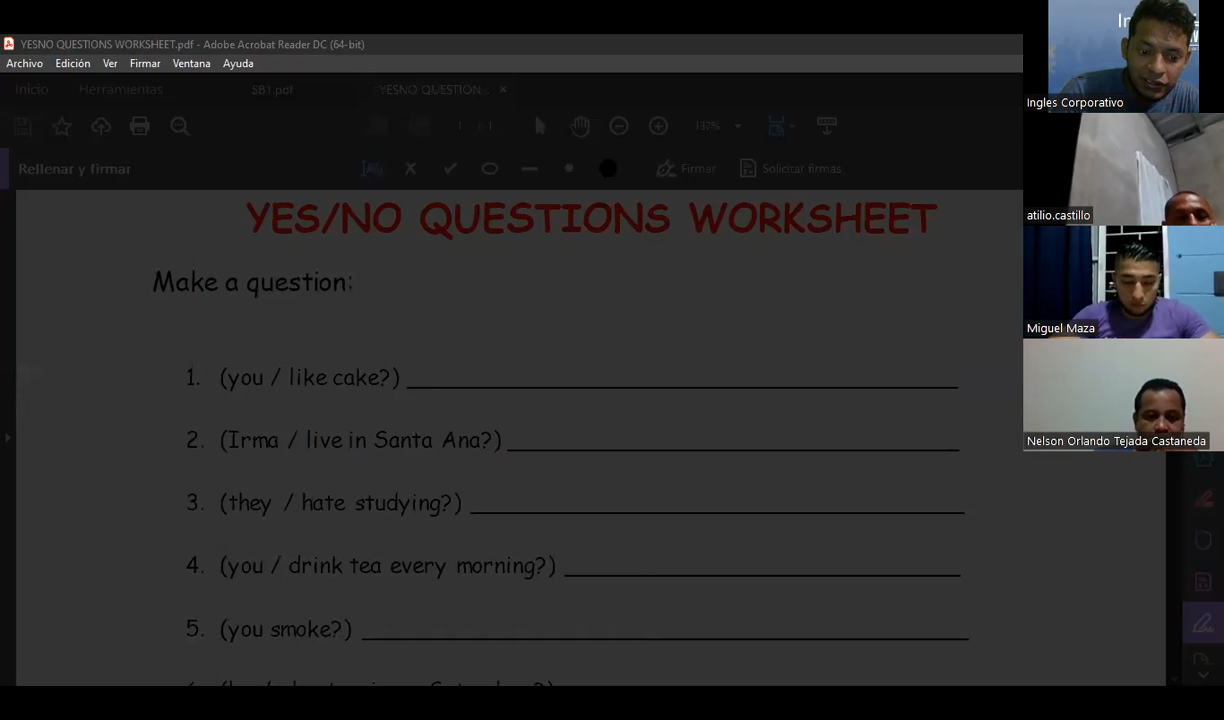 YESNO QUESTIONS WORKSHEET.pdf - Adobe Acrobat Reader DC (64-bit)
Archivo Edición Ver Firmar Ventana Ayuda
Inicio Herramientas SB1.pdf YESNO QUESTION... ×
1 / 1 132%
Rellenar y firmar Firmar Solicitar firmas
YES/NO QUESTIONS WORKSHEET
Make a question:
1. (you / like cake?)
2. (Irma / live in Santa Ana?)
3. (they / hate studying?)
4. (you / drink tea every morning?)
5. (you smoke?)
Ingles Corporativo
atilio.castillo
Miguel Maza
Nelson Orlando Tejada Castaneda